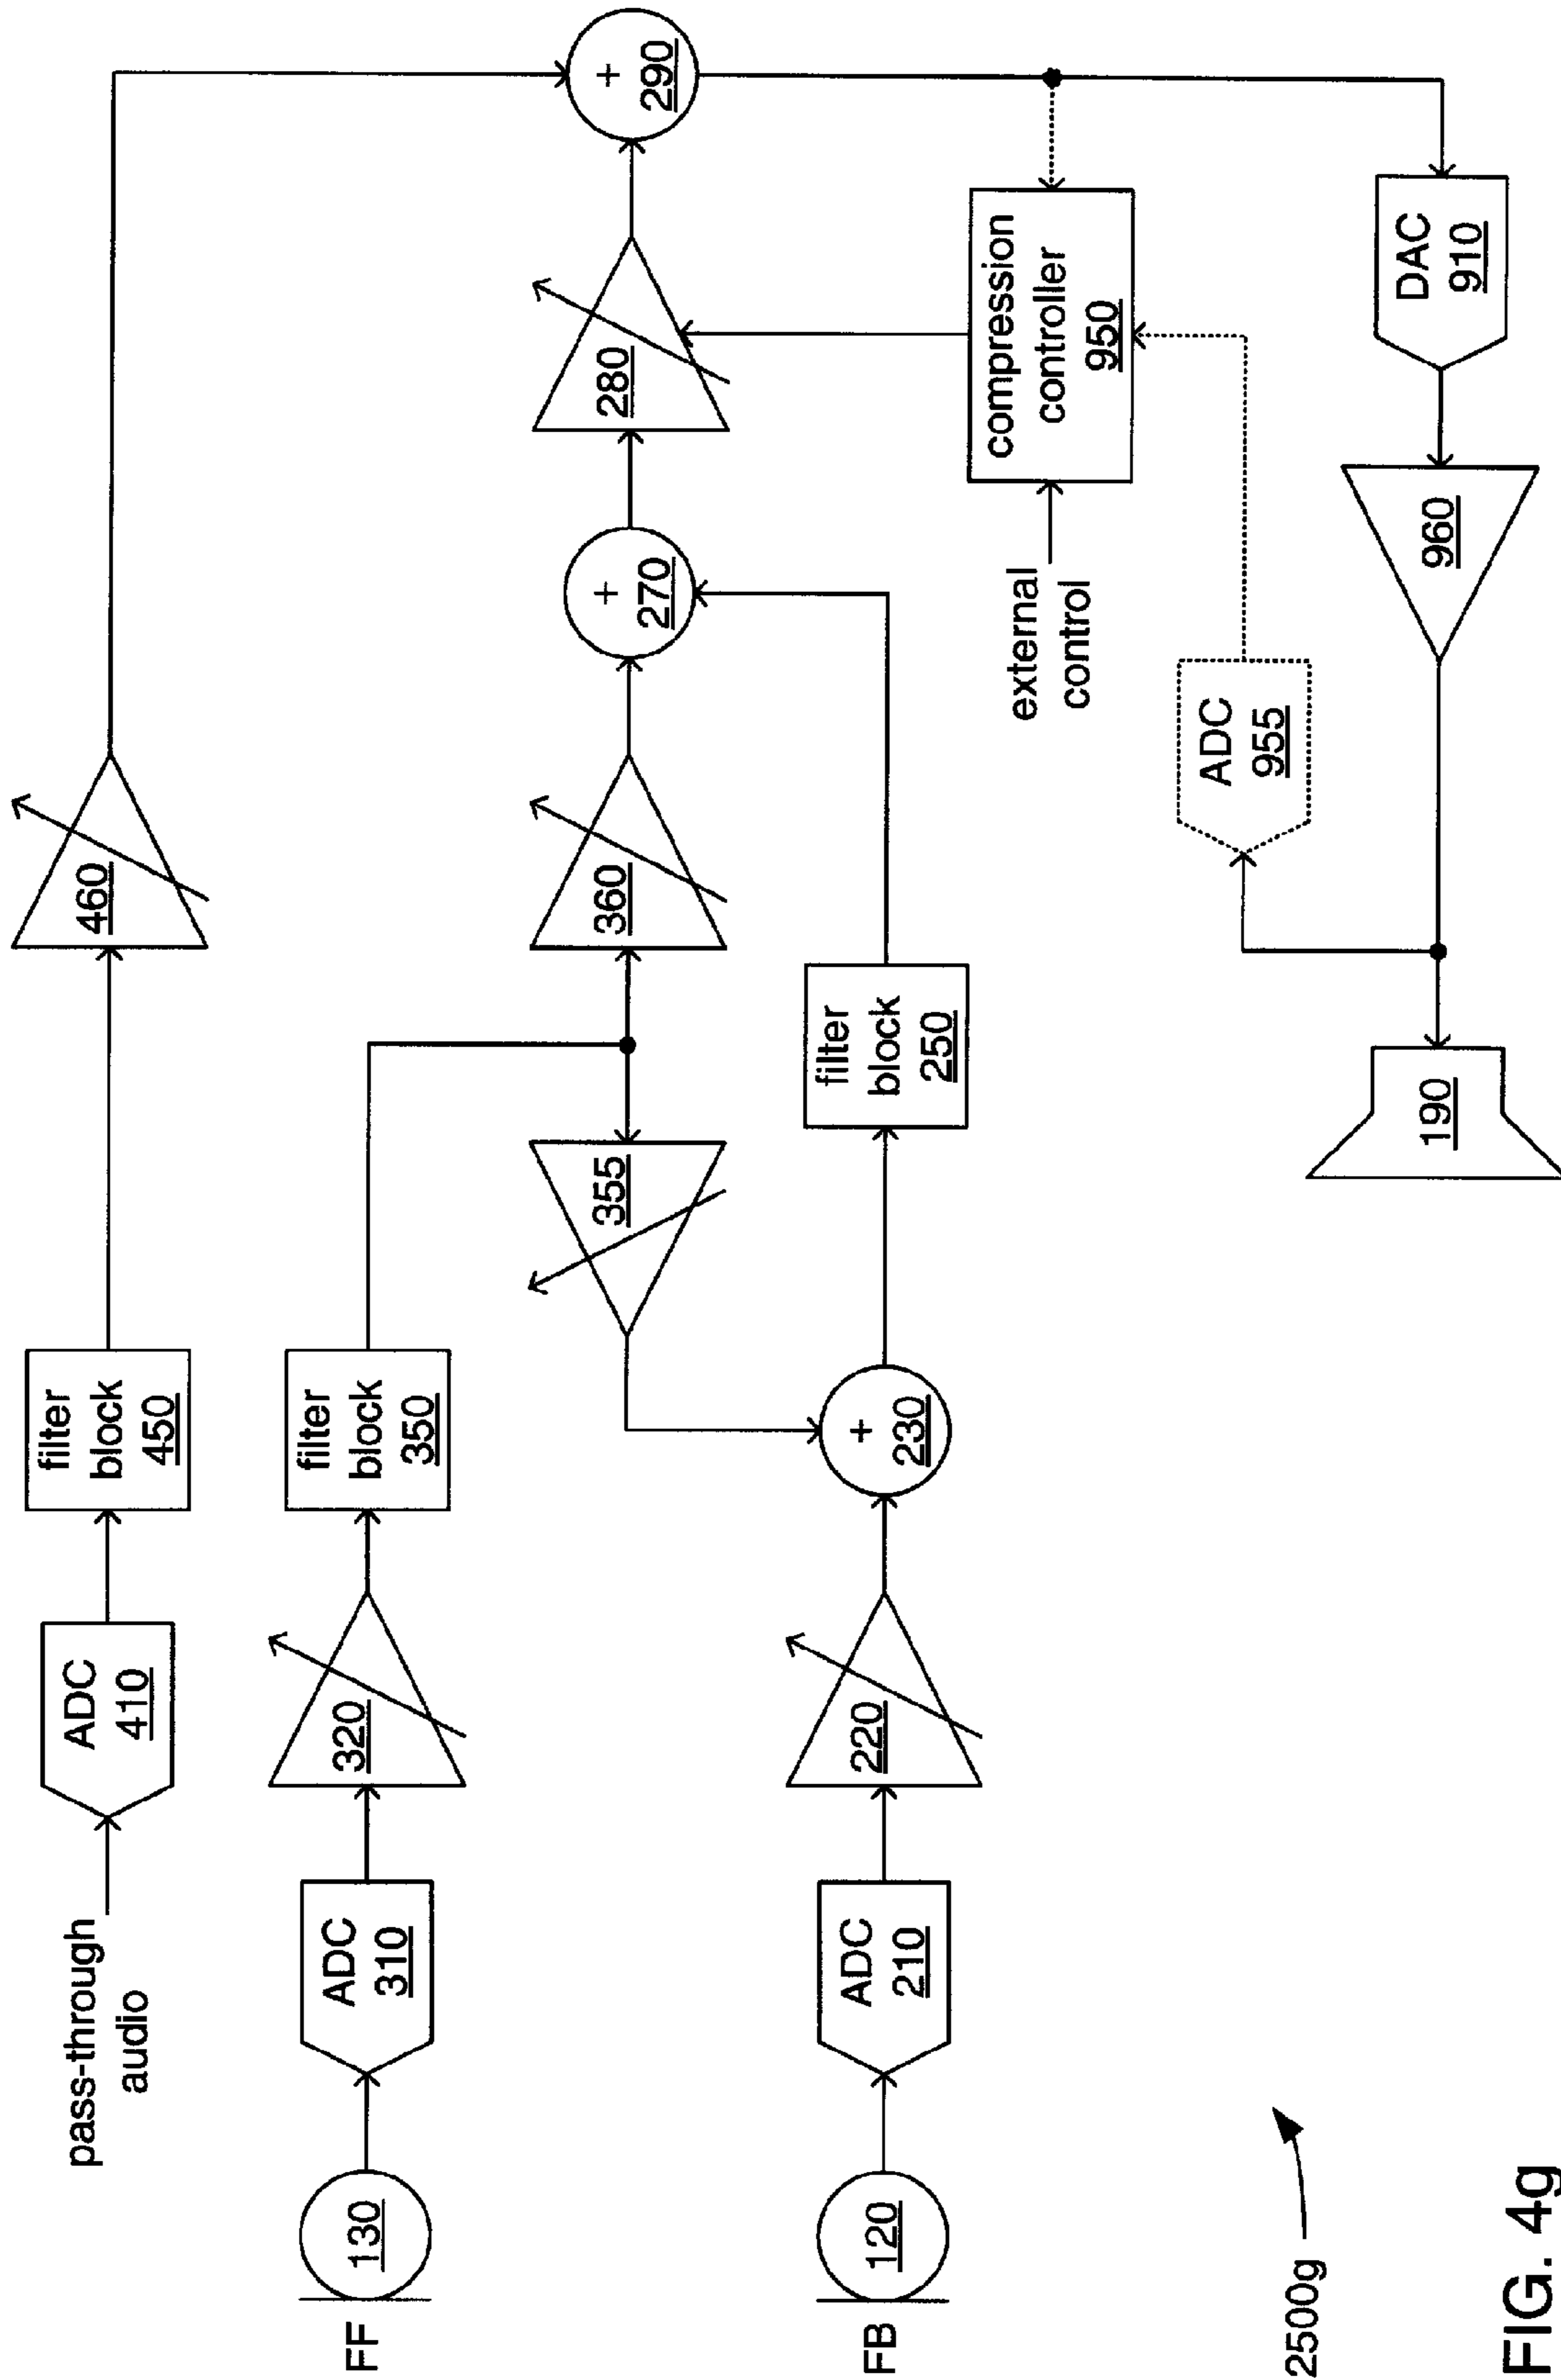 pass-through
audio
ADC
410
filter
block
450
460
FF
130
ADC
310
320
filter
block
350
355
360
+
270
280
+
290
FB
120
ADC
210
220
+
230
filter
block
250
external
control
compression
controller
950
ADC
955
DAC
910
960
190
2500g
FIG. 4g